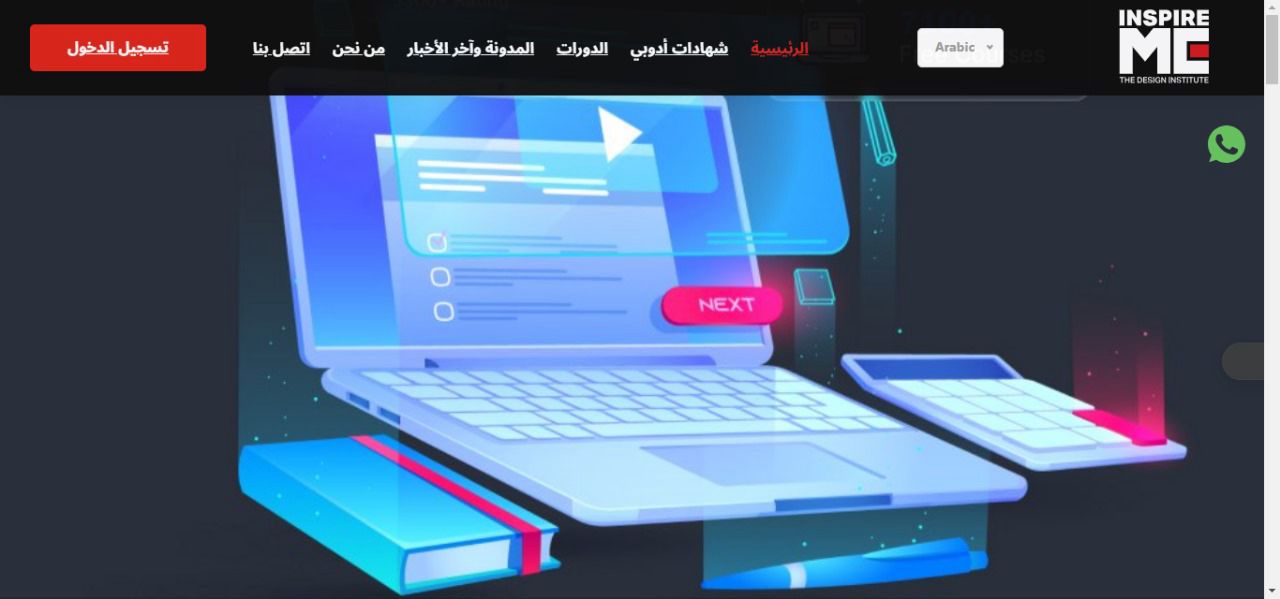 INSPIRE
ME
THE DESIGN INSTITUTE
Arabic
الرئيسية
شهادات أدوبي
الدورات
المدونة وآخر الأخبار
من نحن
اتصل بنا
تسجيل الدخول
NEXT